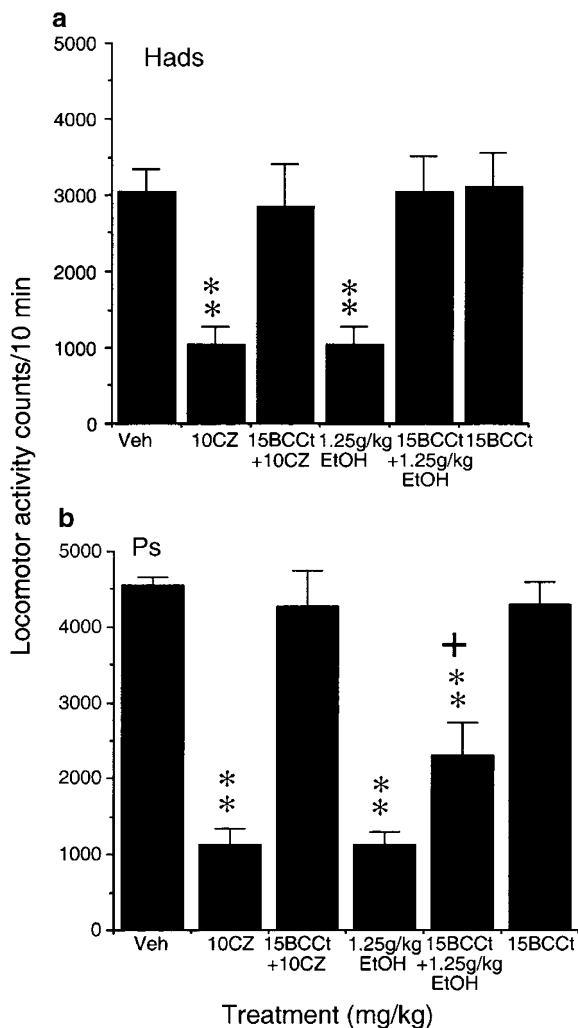 a
Hads
5000
4000
3000
2000
1000
0
**
**
Veh
10CZ
15BCCt
+10CZ
1.25g/kg
EtOH
15BCCt
+1.25g/kg
EtOH
15BCCt
Locomotor activity counts/10 min
b
Ps
5000
4000
3000
2000
1000
0
**
**
+
**
Veh
10CZ
15BCCt
+10CZ
1.25g/kg
EtOH
15BCCt
+1.25g/kg
EtOH
15BCCt
Treatment (mg/kg)